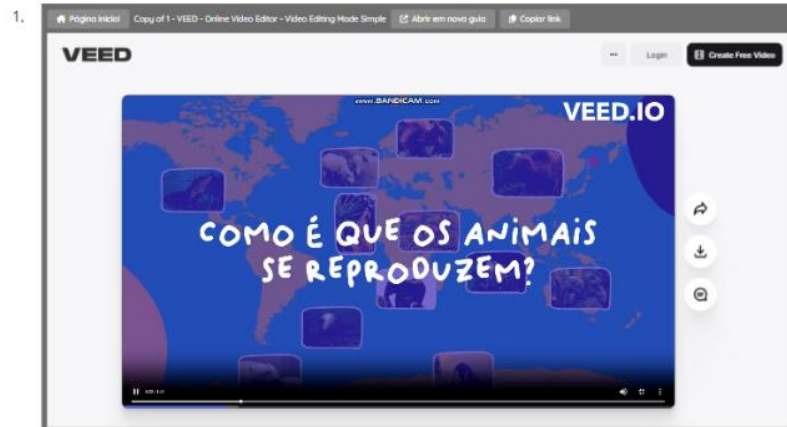 1.
Página inicial Copy of 1 - VEED - Online Video Editor - Video Editing Made Simple Abrir em nova guia Copiar link
VEED
Login Create Free Video
www.BANDICAM.com
VEED.IO
COMO É QUE OS ANIMAIS
SE REPRODUZEM?